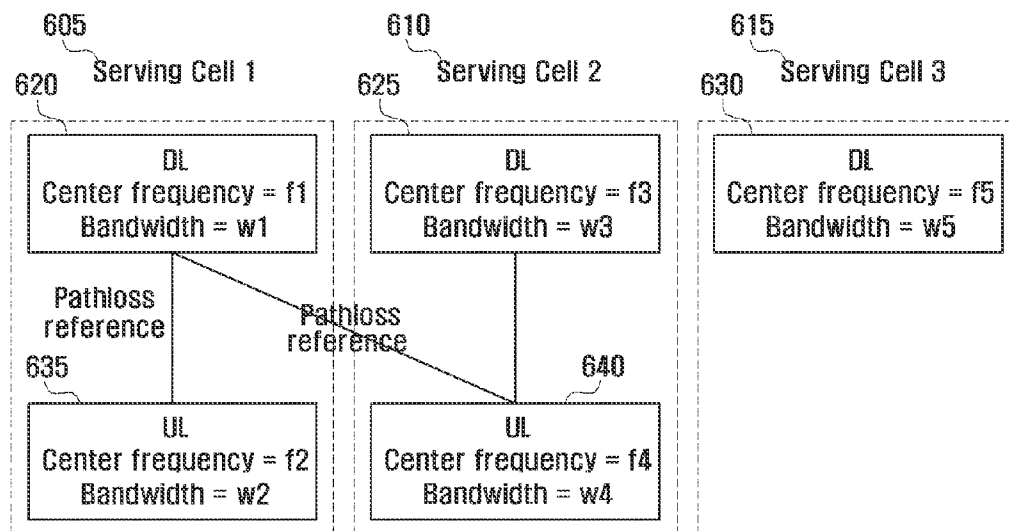 605
610
615
Serving Cell 1
Serving Cell 2
Serving Cell 3
620
625
630
DL
Center frequency = f1
Bandwidth = w1
DL
Center frequency = f3
Bandwidth = w3
DL
Center frequency = f5
Bandwidth = w5
Pathloss
reference
Pathloss
reference
635
640
UL
Center frequency = f2
Bandwidth = w2
UL
Center frequency = f4
Bandwidth = w4